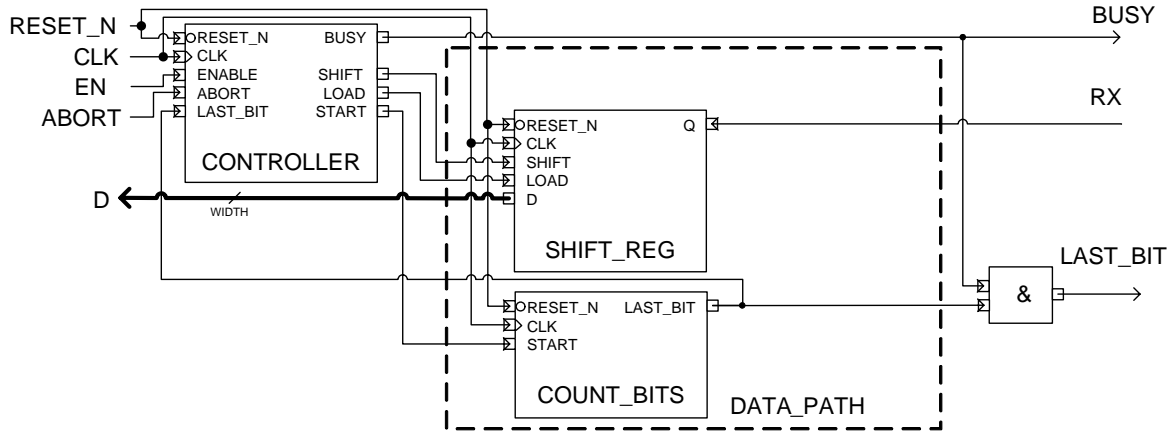 RESET_N
CLK
EN
ABORT
RESET_N
CLK
ENABLE
ABORT
LAST_BIT
BUSY
SHIFT
LOAD
START
CONTROLLER
BUSY
RX
D
WIDTH
RESET_N
CLK
SHIFT
LOAD
D
Q
SHIFT_REG
RESET_N
CLK
START
LAST_BIT
COUNT_BITS
DATA_PATH
&
LAST_BIT